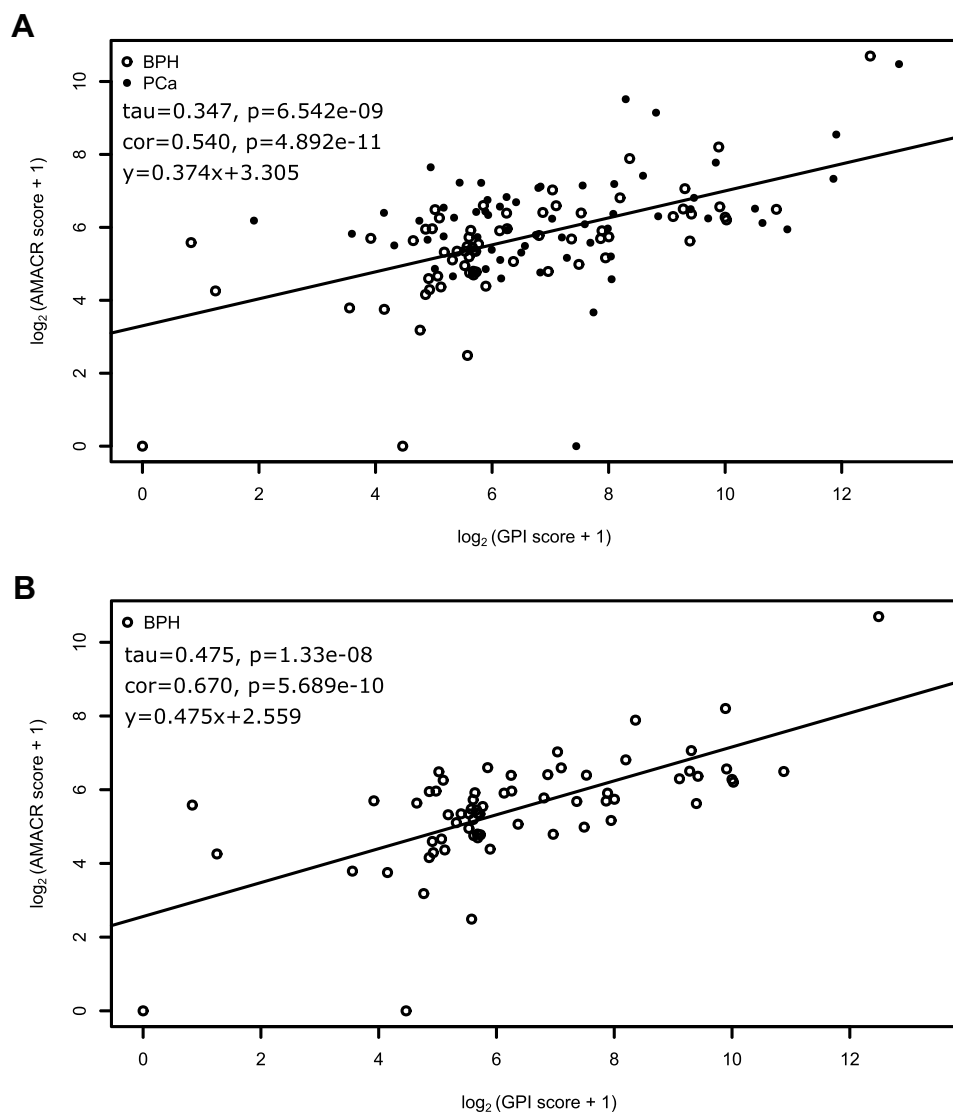 A
BPH
PCa
tau=0.347, p=6.542e-09
cor=0.540, p=4.892e-11
y=0.374x+3.305
log₂ (AMACR score + 1)
10
8
6
4
2
0
0 2 4 6 8 10 12
log₂ (GPI score + 1)
B
BPH
tau=0.475, p=1.33e-08
cor=0.670, p=5.689e-10
y=0.475x+2.559
log₂ (AMACR score + 1)
10
8
6
4
2
0
0 2 4 6 8 10 12
log₂ (GPI score + 1)